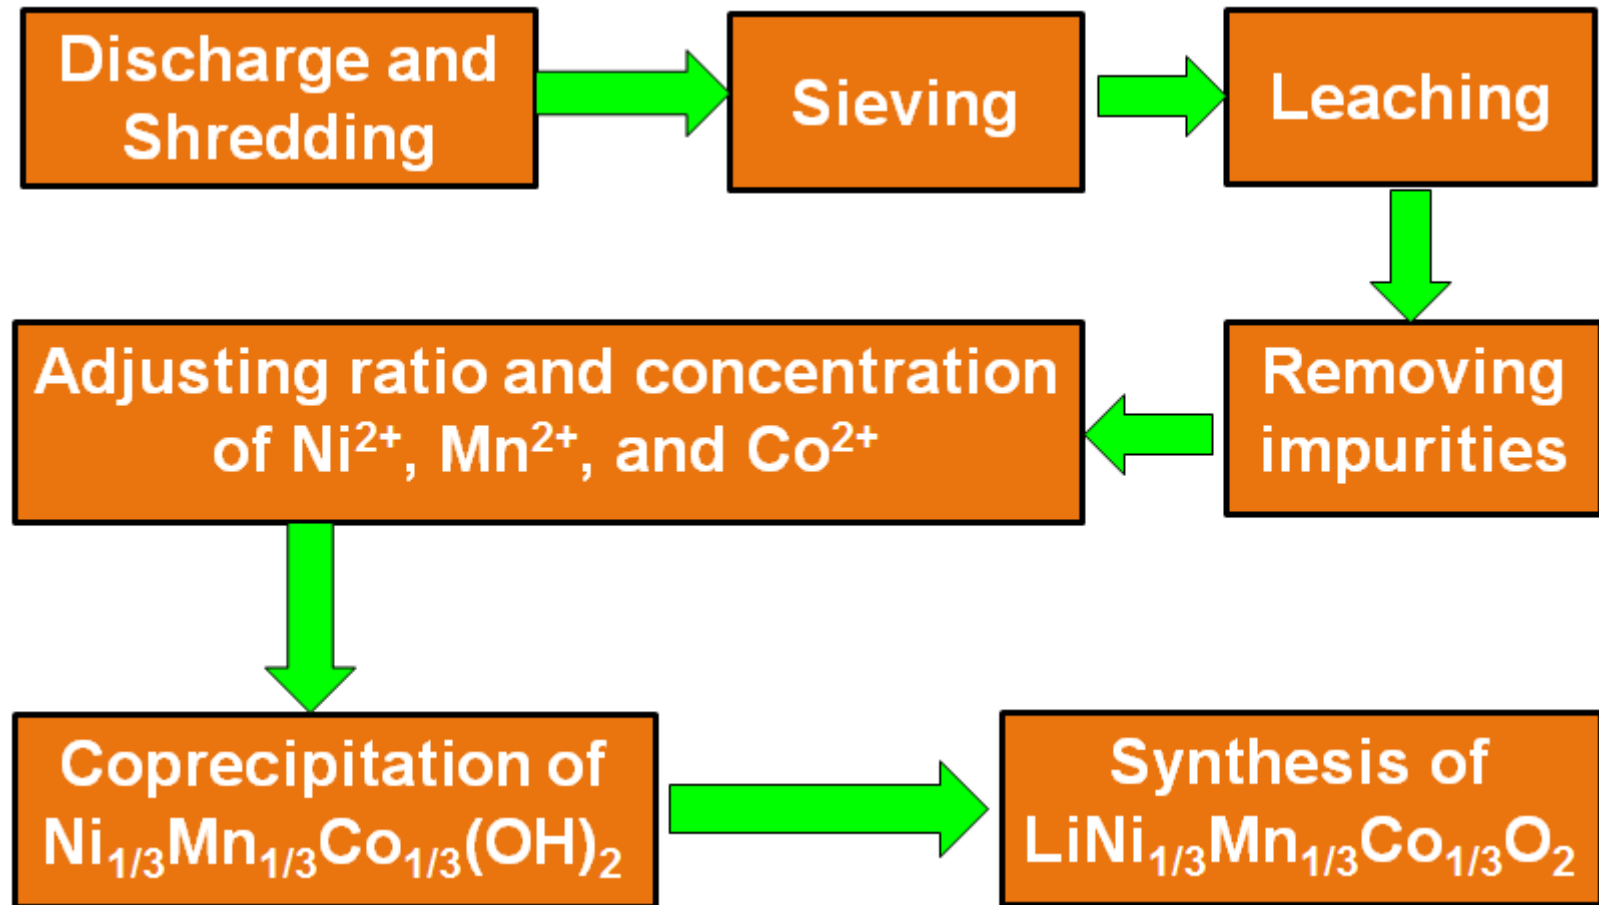 Discharge and
Shredding
Sieving
Leaching
Removing
impurities
Adjusting ratio and concentration
of Ni²⁺, Mn²⁺, and Co²⁺
Coprecipitation of
Ni₁/₃Mn₁/₃Co₁/₃(OH)₂
Synthesis of
LiNi₁/₃Mn₁/₃Co₁/₃O₂